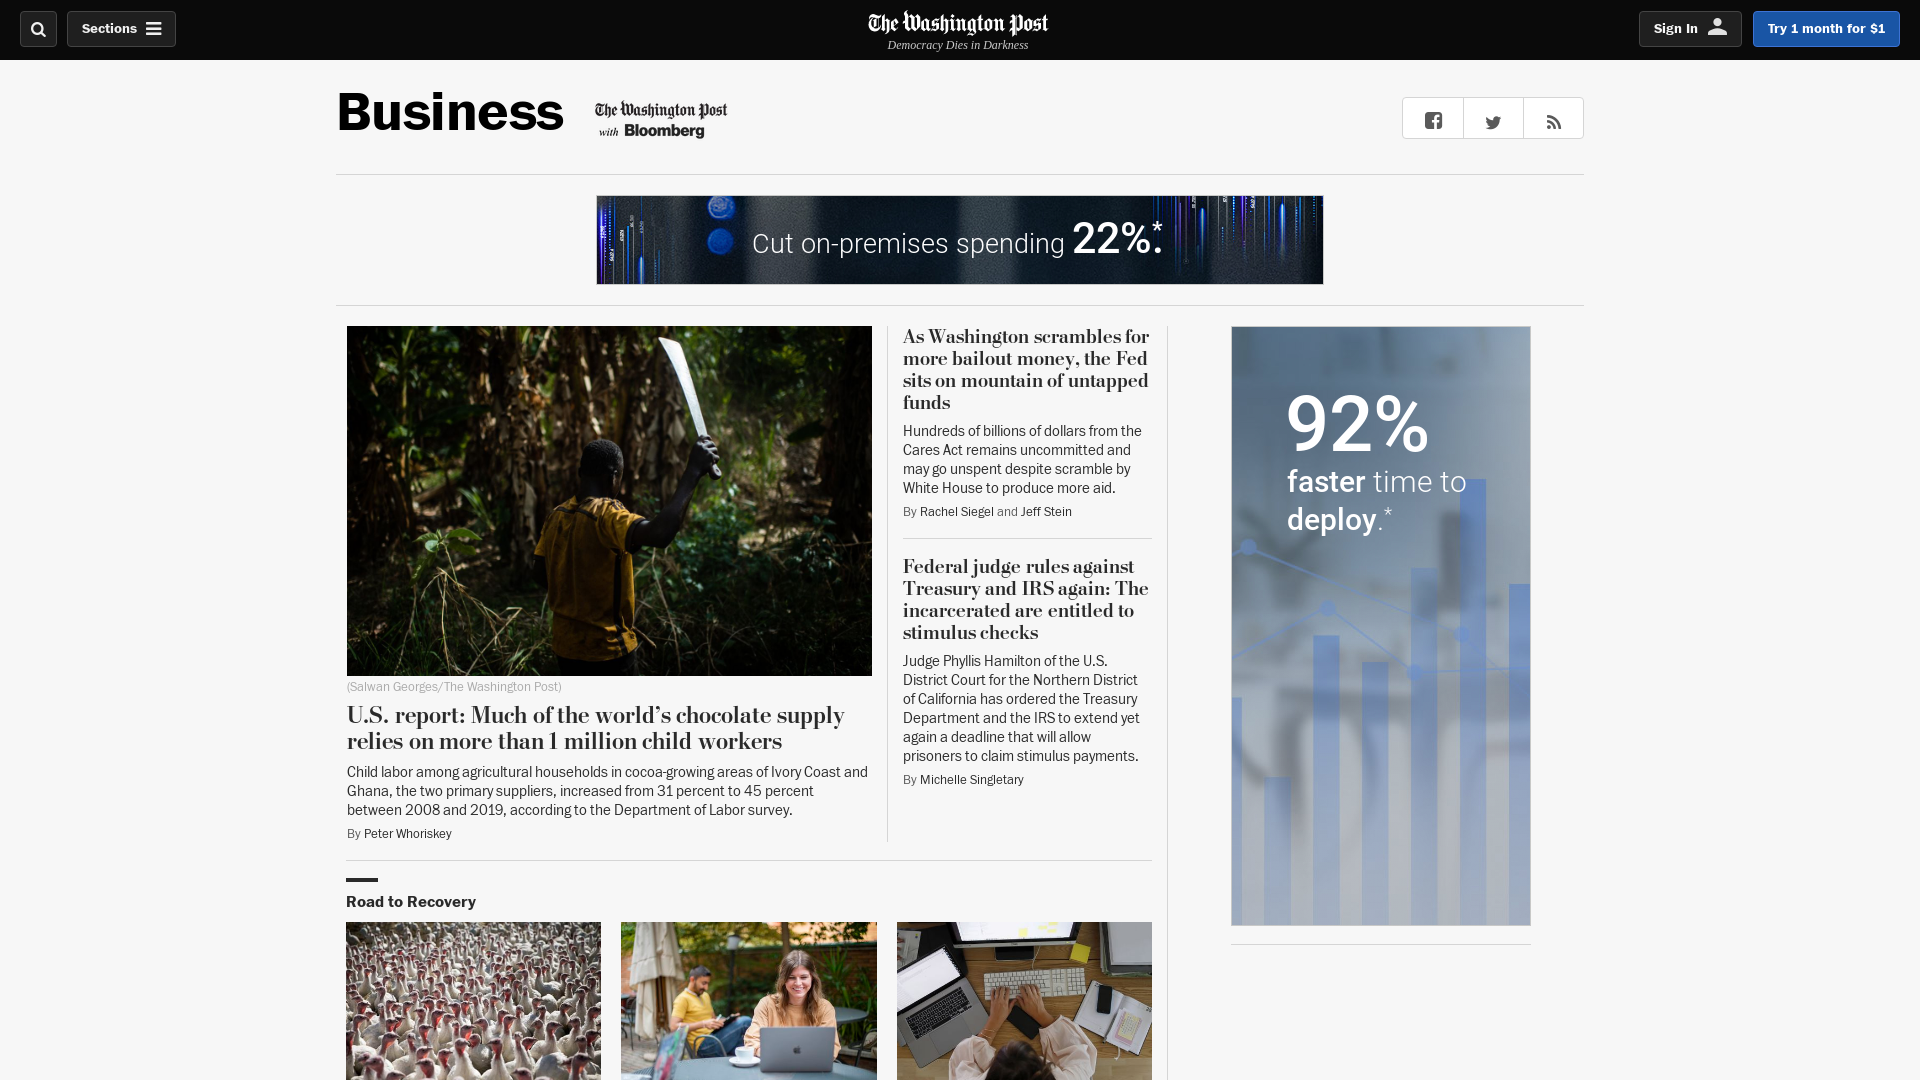 Sections
The Washington Post
Democracy Dies in Darkness
Sign In
Try 1 month for $1
Business
The Washington Post
with Bloomberg
Cut on-premises spending 22%.*
(Salwan Georges/The Washington Post)
U.S. report: Much of the world’s chocolate supply
relies on more than 1 million child workers
Child labor among agricultural households in cocoa-growing areas of Ivory Coast and
Ghana, the two primary suppliers, increased from 31 percent to 45 percent
between 2008 and 2019, according to the Department of Labor survey.
By Peter Whoriskey
As Washington scrambles for
more bailout money, the Fed
sits on mountain of untapped
funds
Hundreds of billions of dollars from the
Cares Act remains uncommitted and
may go unspent despite scramble by
White House to produce more aid.
By Rachel Siegel and Jeff Stein
Federal judge rules against
Treasury and IRS again: The
incarcerated are entitled to
stimulus checks
Judge Phyllis Hamilton of the U.S.
District Court for the Northern District
of California has ordered the Treasury
Department and the IRS to extend yet
again a deadline that will allow
prisoners to claim stimulus payments.
By Michelle Singletary
92%
faster time to
deploy.*
Road to Recovery